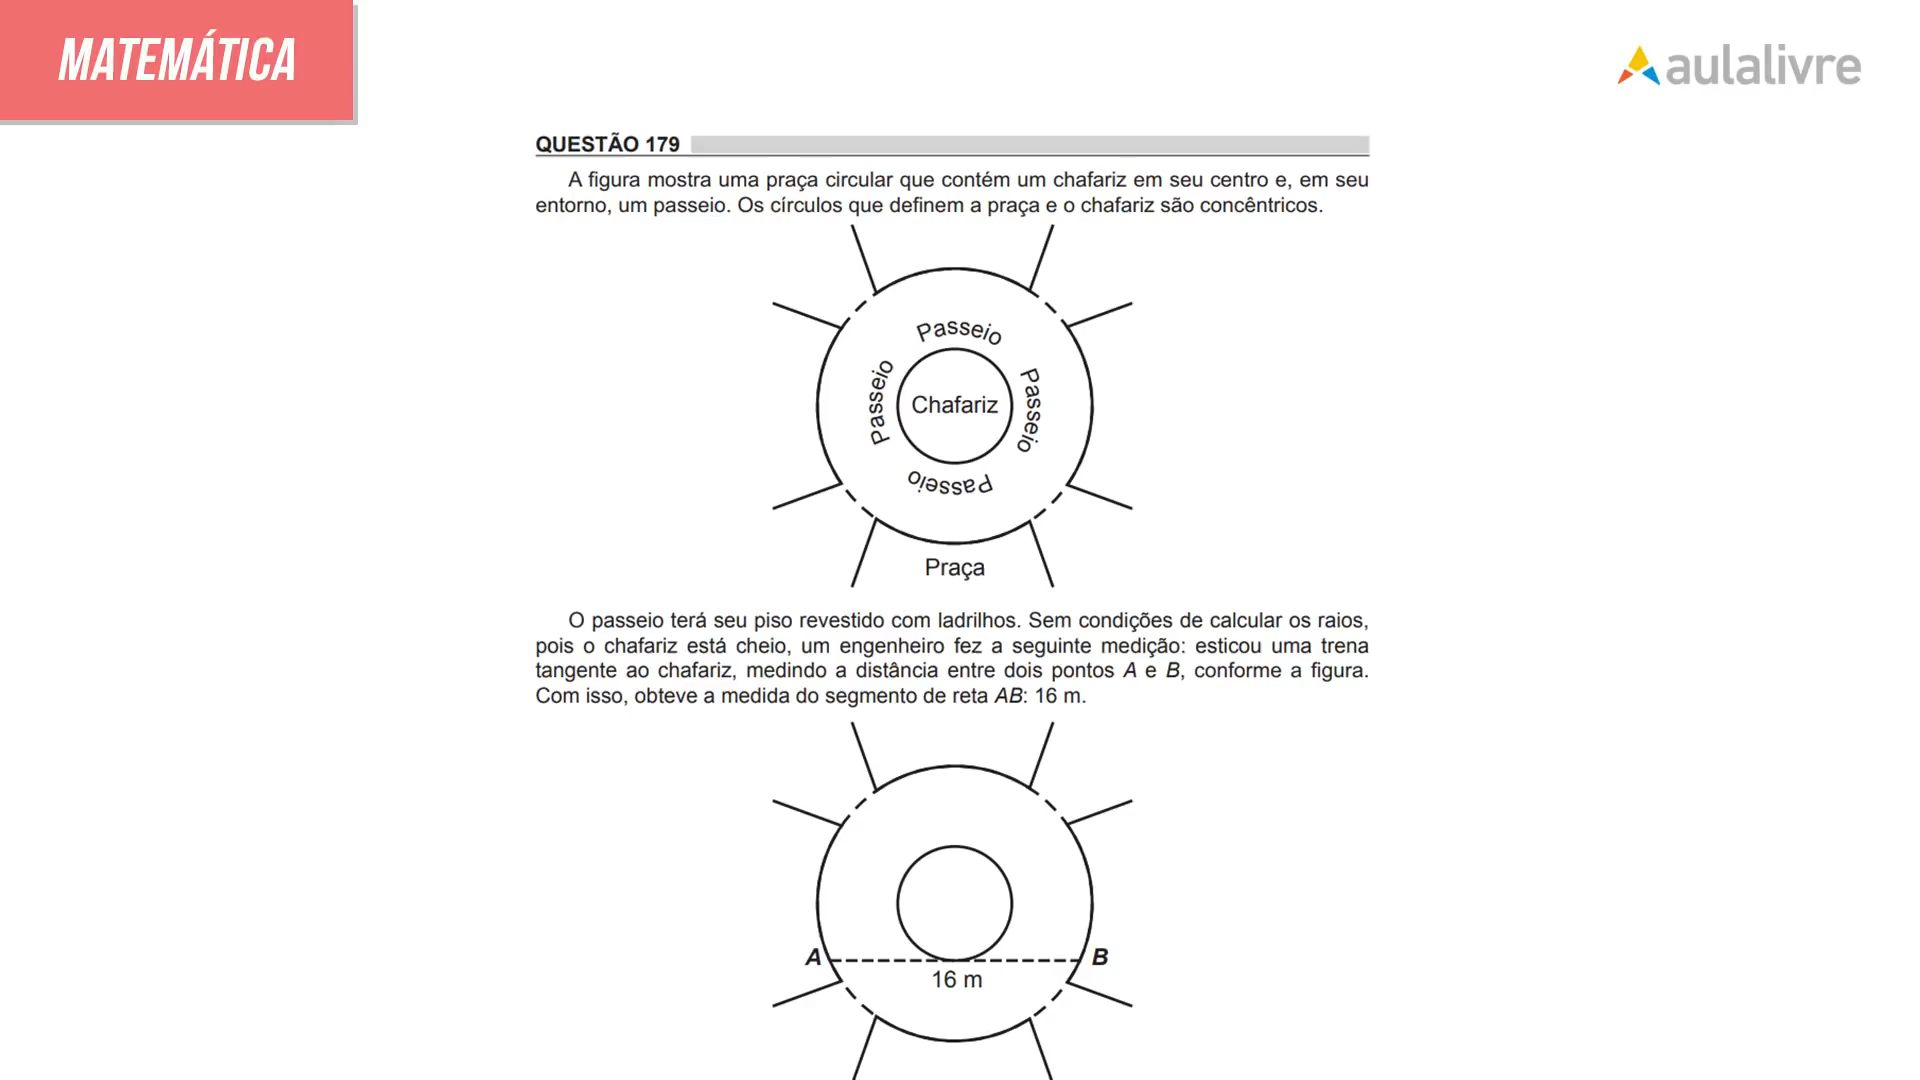 MATEMÁTICA
aulalivre
QUESTÃO 179
A figura mostra uma praça circular que contém um chafariz em seu centro e, em seu
entorno, um passeio. Os círculos que definem a praça e o chafariz são concêntricos.
Passeio
Passeio
Chafariz
Passeio
Passeio
Praça
O passeio terá seu piso revestido com ladrilhos. Sem condições de calcular os raios,
pois o chafariz está cheio, um engenheiro fez a seguinte medição: esticou uma trena
tangente ao chafariz, medindo a distância entre dois pontos A e B, conforme a figura.
Com isso, obteve a medida do segmento de reta AB: 16 m.
A
B
16 m